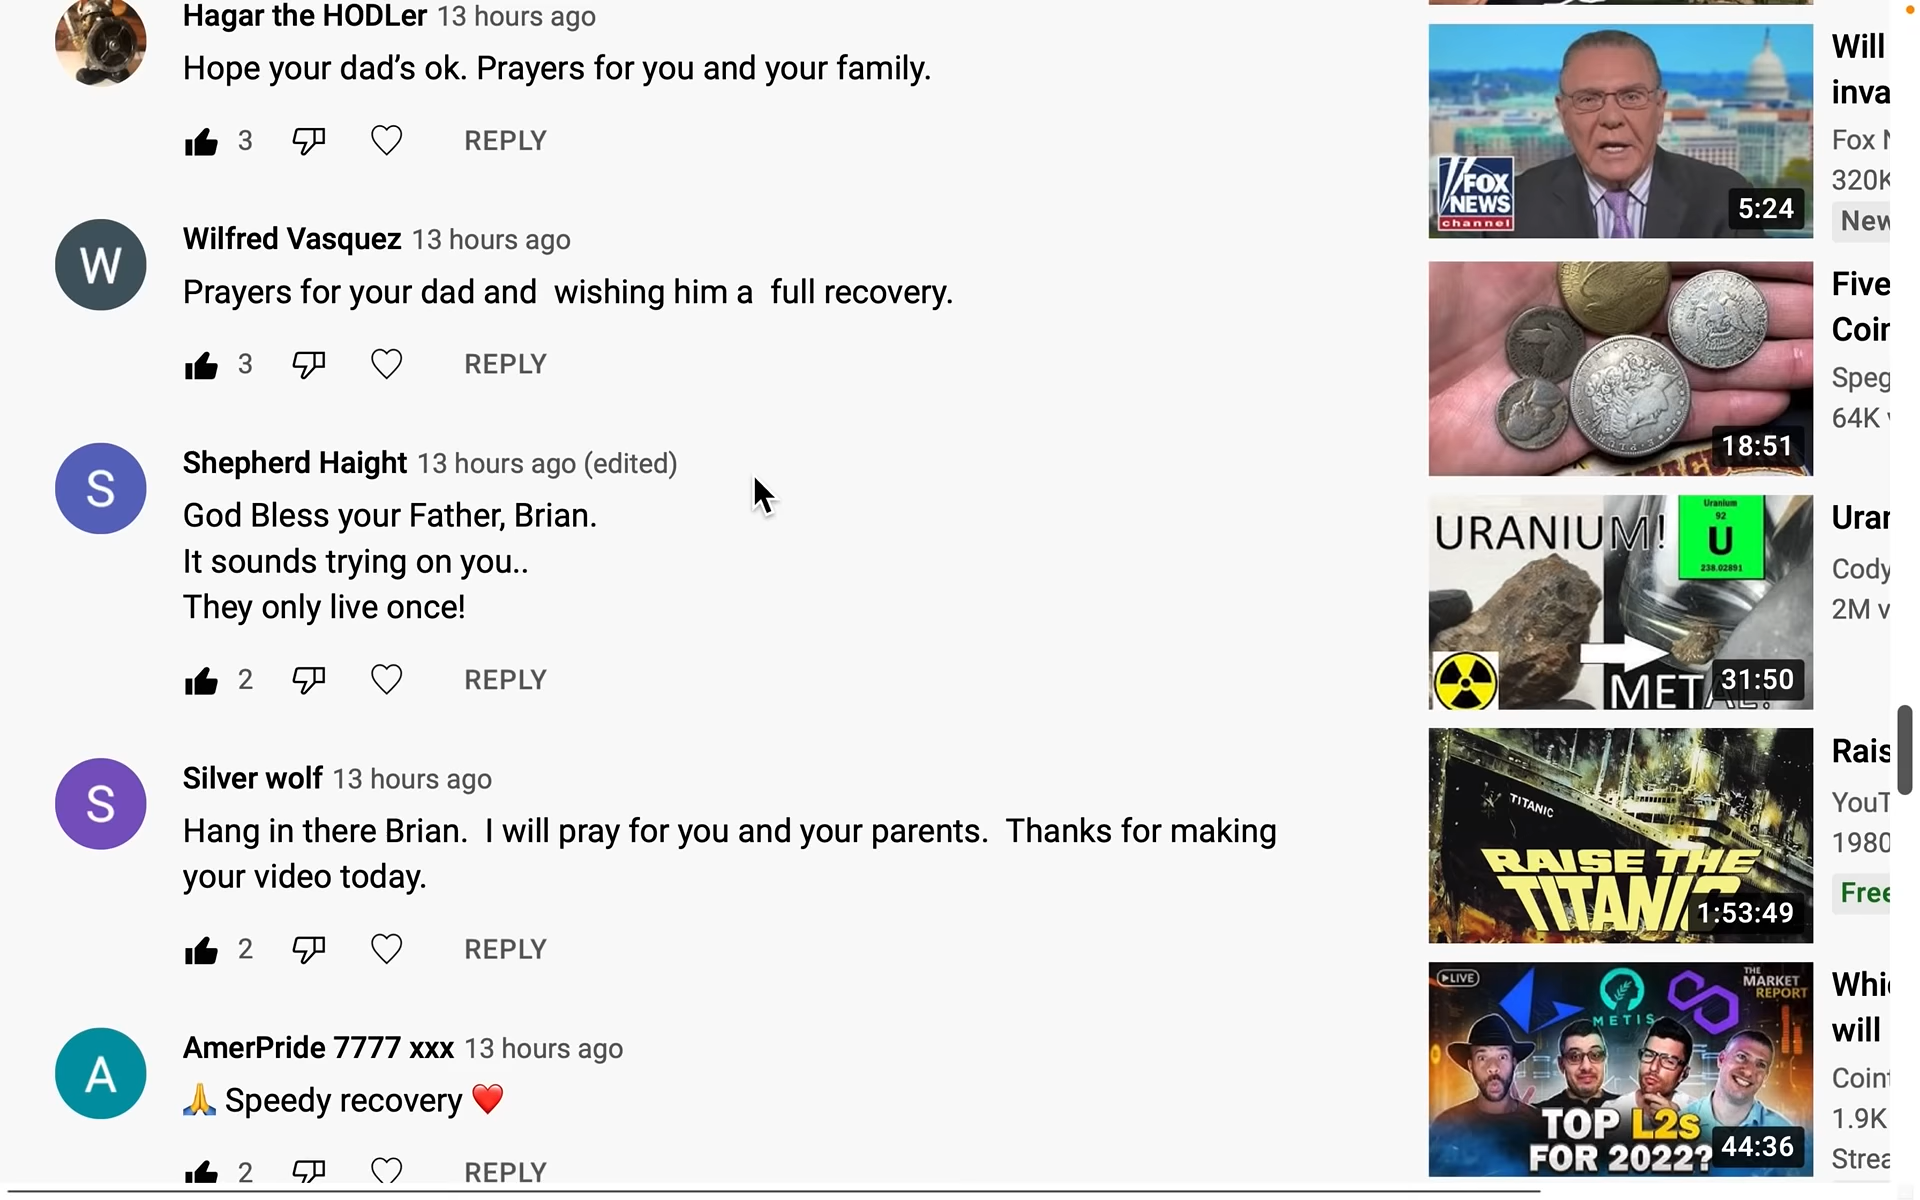 Hagar the HODLer 13 hours ago
Hope your dad's ok. Prayers for you and your family.
3 REPLY
W
Wilfred Vasquez 13 hours ago
Prayers for your dad and  wishing him a  full recovery.
3 REPLY
S
Shepherd Haight 13 hours ago (edited)
God Bless your Father, Brian.
It sounds trying on you..
They only live once!
2 REPLY
S
Silver wolf 13 hours ago
Hang in there Brian.  I will pray for you and your parents.  Thanks for making
your video today.
2 REPLY
A
AmerPride 7777 xxx 13 hours ago
🙏 Speedy recovery ❤️
2 REPLY
FOX
NEWS
channel
5:24
Will
inva
Fox N
320K
New
18:51
Five
Coin
Speg
64K
URANIUM!
Uranium
92
U
238.02891
METAL!
31:50
Uran
Cody
2M v
TITANIC
RAISE THE
TITANIC
1:53:49
Rais
YouT
1980
Free
LIVE
METIS
THE
MARKET
REPORT
TOP L2s
FOR 2022?
44:36
Whi
will
Coint
1.9K
Strea